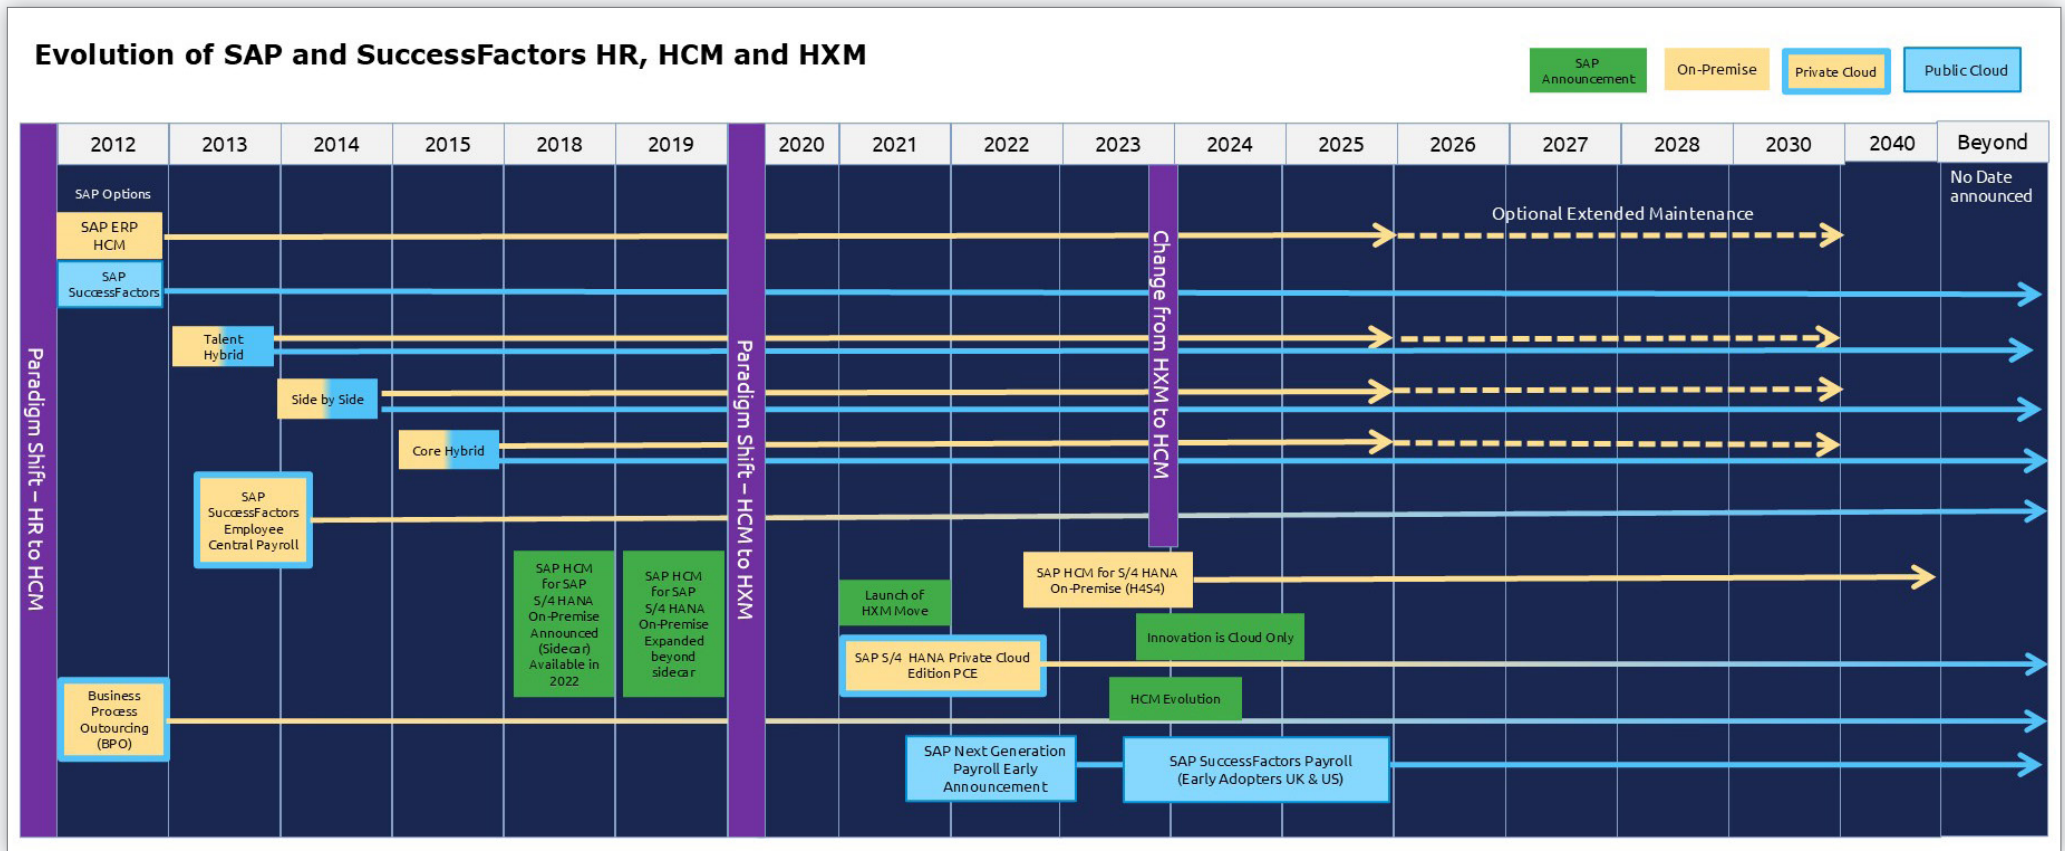 Evolution of SAP and SuccessFactors HR, HCM and HXM
SAP
Announcement
On-Premise
Private Cloud
Public Cloud
2012
2013
2014
2015
2018
2019
2020
2021
2022
2023
2024
2025
2026
2027
2028
2030
2040
Beyond
Paradigm Shift – HR to HCM
Paradigm Shift – HCM to HXM
Change from HXM to HCM
No Date
announced
SAP Options
SAP ERP
HCM
Optional Extended Maintenance
SAP
SuccessFactors
Talent
Hybrid
Side by Side
Core Hybrid
SAP
SuccessFactors
Employee
Central Payroll
SAP HCM
for SAP
S/4 HANA
On-Premise
Announced
(Sidecar)
Available in
2022
SAP HCM
for SAP
S/4 HANA
On-Premise
Expanded
beyond
sidecar
Launch of
HXM Move
SAP HCM for S/4 HANA
On-Premise (H4S4)
Innovation is Cloud Only
SAP S/4 HANA Private Cloud
Edition PCE
HCM Evolution
Business
Process
Outourcing
(BPO)
SAP Next Generation
Payroll Early
Announcement
SAP SuccessFactors Payroll
(Early Adopters UK & US)